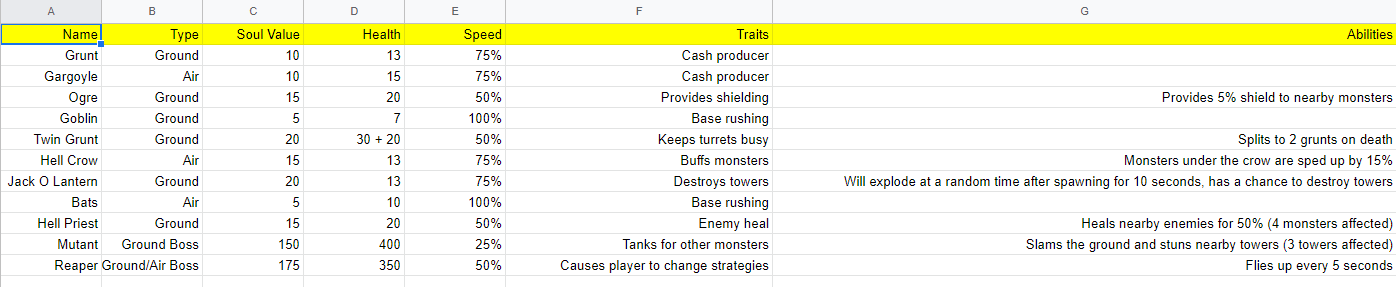 A B C D E F G
Name Type Soul Value Health Speed Traits Abilities
Grunt Ground 10 13 75% Cash producer
Gargoyle Air 10 15 75% Cash producer
Ogre Ground 15 20 50% Provides shielding Provides 5% shield to nearby monsters
Goblin Ground 5 7 100% Base rushing
Twin Grunt Ground 20 30 + 20 50% Keeps turrets busy Splits to 2 grunts on death
Hell Crow Air 15 13 75% Buffs monsters Monsters under the crow are sped up by 15%
Jack O Lantern Ground 20 13 75% Destroys towers Will explode at a random time after spawning for 10 seconds, has a chance to destroy towers
Bats Air 5 10 100% Base rushing
Hell Priest Ground 15 20 50% Enemy heal Heals nearby enemies for 50% (4 monsters affected)
Mutant Ground Boss 150 400 25% Tanks for other monsters Slams the ground and stuns nearby towers (3 towers affected)
Reaper Ground/Air Boss 175 350 50% Causes player to change strategies Flies up every 5 seconds